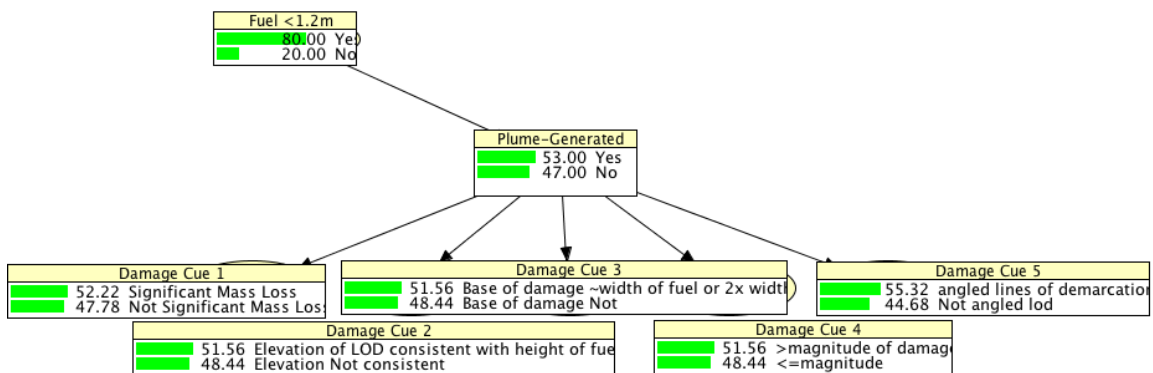 Fuel <1.2m
80.00 Yes
20.00 No
Plume-Generated
53.00 Yes
47.00 No
Damage Cue 1
52.22 Significant Mass Loss
47.78 Not Significant Mass Los
Damage Cue 3
51.56 Base of damage ~width of fuel or 2x widt
48.44 Base of damage Not
Damage Cue 5
55.32 angled lines of demarcation
44.68 Not angled lod
Damage Cue 2
51.56 Elevation of LOD consistent with height of fue
48.44 Elevation Not consistent
Damage Cue 4
51.56 >magnitude of damag
48.44 <=magnitude